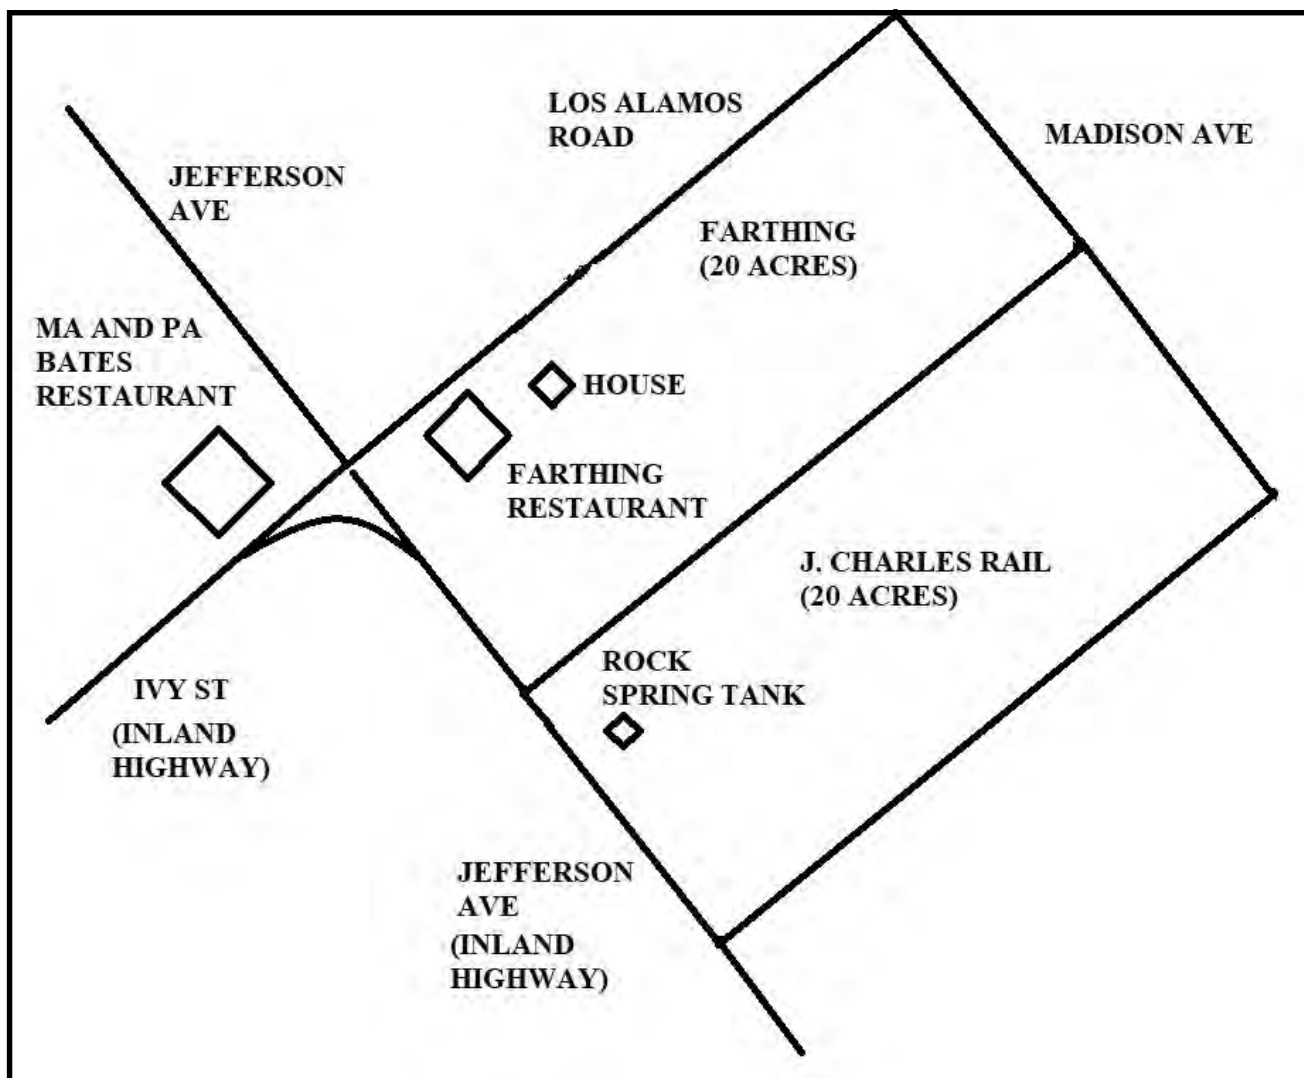 LOS ALAMOS
ROAD
MADISON AVE
JEFFERSON
AVE
FARTHING
(20 ACRES)
MA AND PA
BATES
RESTAURANT
HOUSE
FARTHING
RESTAURANT
J. CHARLES RAIL
(20 ACRES)
ROCK
SPRING TANK
IVY ST
(INLAND
HIGHWAY)
JEFFERSON
AVE
(INLAND
HIGHWAY)